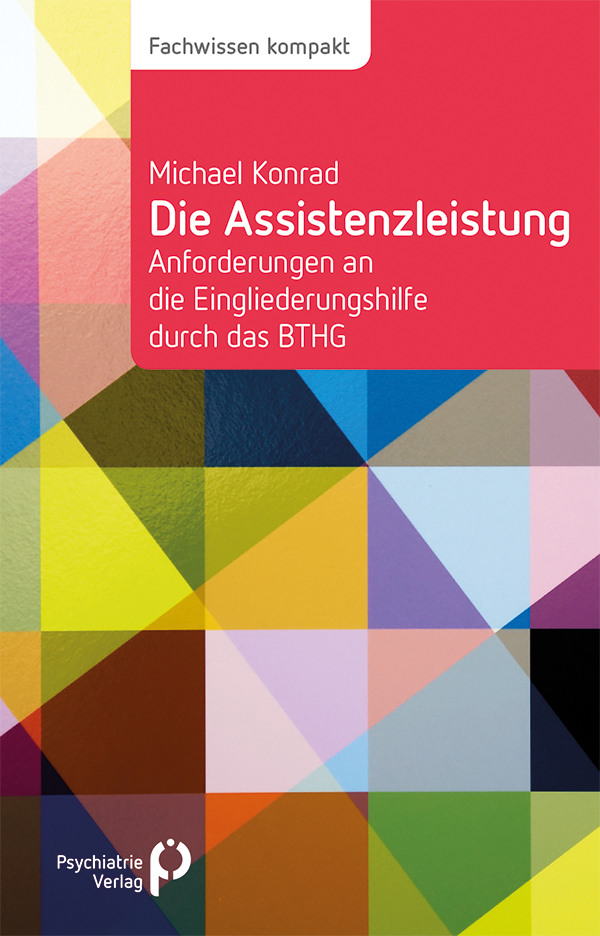 Fachwissen kompakt
Michael Konrad
Die Assistenzleistung
Anforderungen an
die Eingliederungshilfe
durch das BTHG
Psychiatrie
Verlag